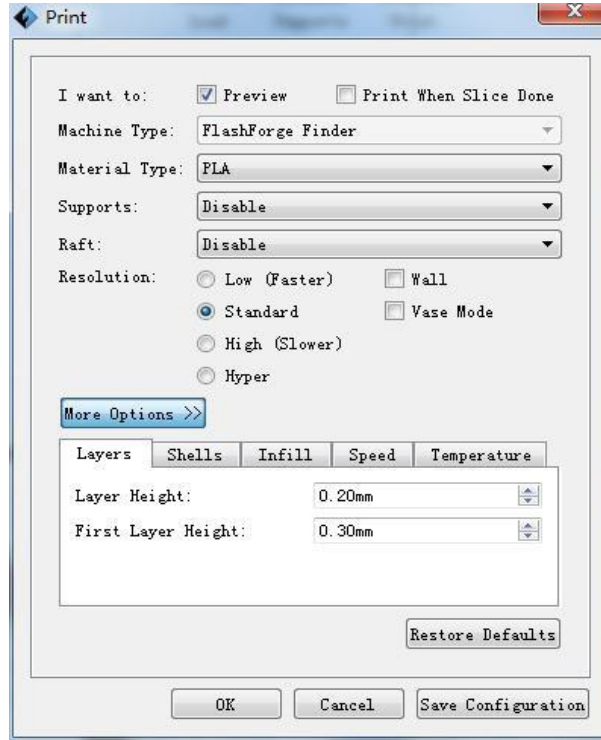 Print
I want to: Preview Print When Slice Done
Machine Type: FlashForge Finder
Material Type: PLA
Supports: Disable
Raft: Disable
Resolution: Low (Faster) Wall
Standard Vase Mode
High (Slower)
Hyper
More Options >>
Layers Shells Infill Speed Temperature
Layer Height: 0.20mm
First Layer Height: 0.30mm
Restore Defaults
OK Cancel Save Configuration